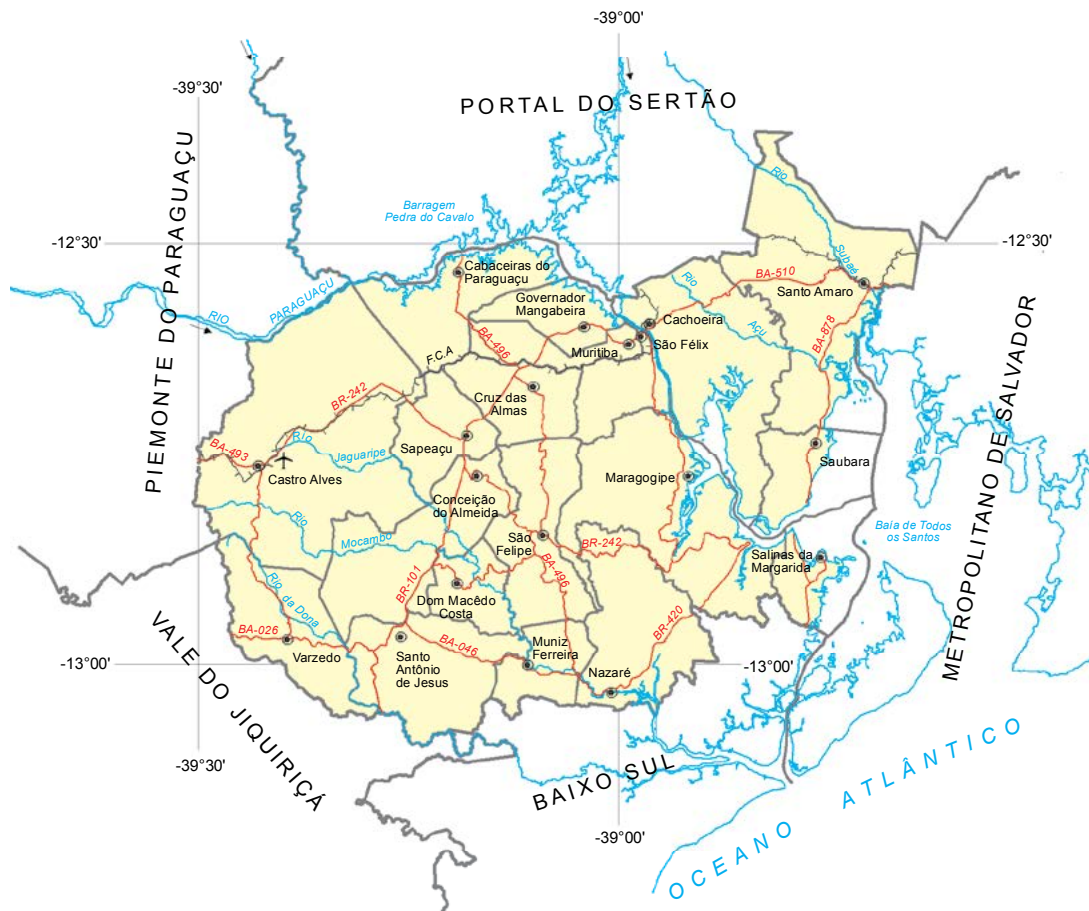 -39°00'
-39°30'
PORTAL DO SERTÃO
PIEMONTE DO PARAGUAÇU
Barragem
Pedra do Cavalo
-12°30'
-12°30'
RIO
Subaé
Cabaceiras do
Paraguaçu
BA-510
Rio
Santo Amaro
RIO
PARAGUAÇU
Governador
Mangabeira
Cachoeira
Açu
BA-878
BA-496
Muritiba
São Félix
F.C.A
BR-242
Cruz das
Almas
METROPOLITANO DE SALVADOR
BA-493
Rio
Jaguaripe
Sapeaçu
Saubara
Castro Alves
Conceição
do Almeida
Maragogipe
Rio
Mocambo
São
Felipe
BR-242
Baía de Todos
os Santos
Salinas da
Margarida
BR-101
BA-496
Rio
da Dona
Dom Macêdo
Costa
BR-420
VALE DO JIQUIRIÇÁ
BA-026
Varzedo
Santo
Antônio
de Jesus
BA-046
Muniz
Ferreira
Nazaré
-13°00'
-13°00'
-39°30'
BAIXO SUL
-39°00'
OCEANO ATLÂNTICO